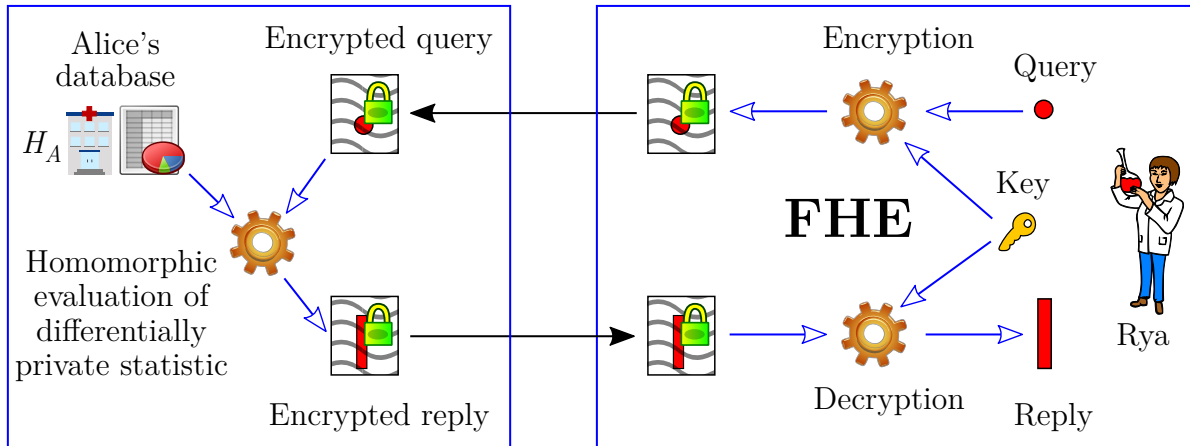 Alice's
database
H_A
Encrypted query
Homomorphic
evaluation of
differentially
private statistic
Encrypted reply
Encryption
Query
Key
FHE
Rya
Decryption
Reply